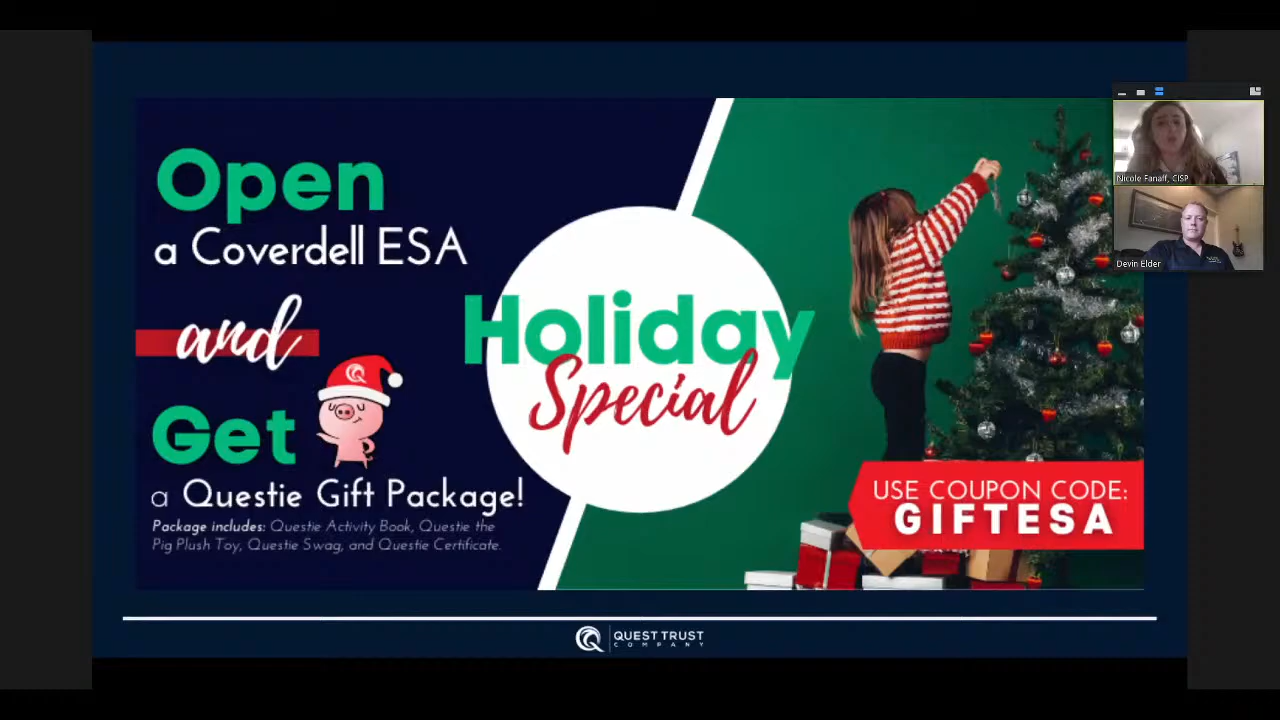 Open
a Coverdell ESA
and
Get
a Questie Gift Package!
Package includes: Questie Activity Book, Questie the
Pig Plush Toy, Questie Swag, and Questie Certificate.
Holiday
Special
USE COUPON CODE:
GIFTESA
Nicole Fanaff, CISP
Devin Elder
QUEST TRUST
COMPANY